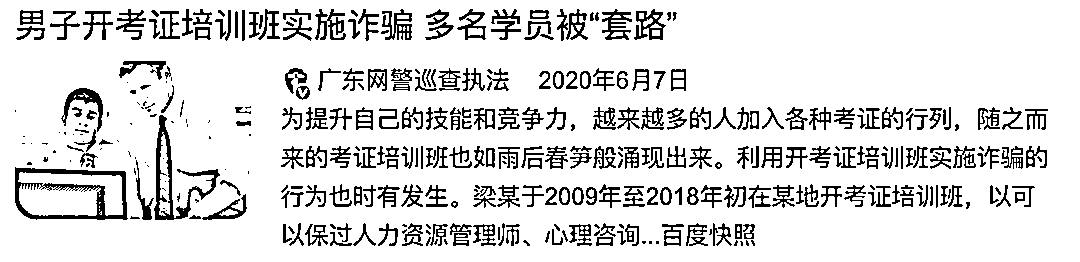 男子开考证培训班实施诈骗 多名学员被“套路”
广东网警巡查执法 2020年6月7日
为提升自己的技能和竞争力，越来越多的人加入各种考证的行列，随之而
来的考证培训班也如雨后春笋般涌现出来。利用开考证培训班实施诈骗的
行为也时有发生。梁某于2009年至2018年初在某地开考证培训班，以可
以保过人力资源管理师、心理咨询...百度快照